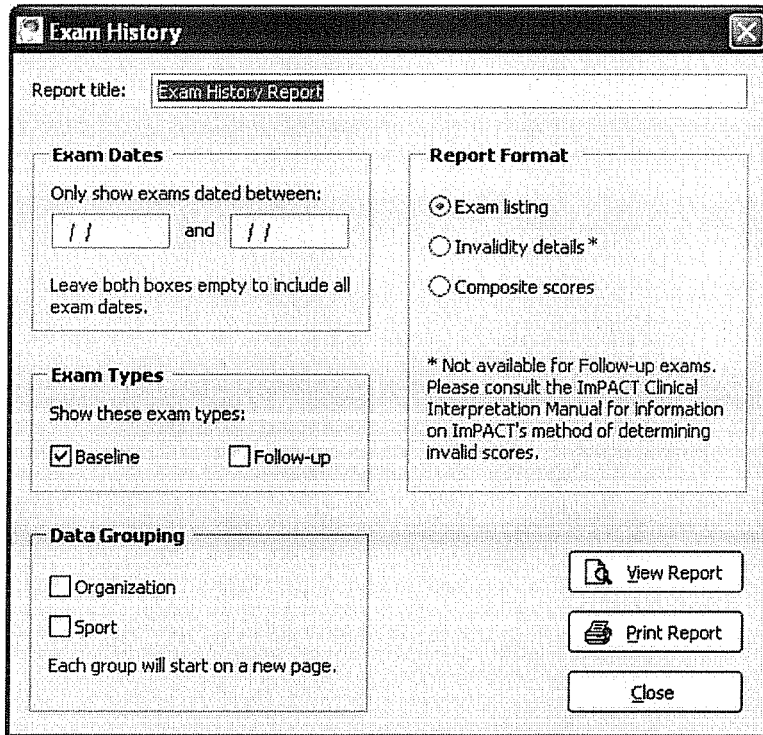 Exam History
Report title: Exam History Report
Exam Dates
Only show exams dated between:
/ / and / /
Leave both boxes empty to include all
exam dates.
Exam Types
Show these exam types:
Baseline Follow-up
Data Grouping
Organization
Sport
Each group will start on a new page.
Report Format
Exam listing
Invalidity details *
Composite scores
* Not available for Follow-up exams.
Please consult the ImPACT Clinical
Interpretation Manual for information
on ImPACT's method of determining
invalid scores.
View Report
Print Report
Close